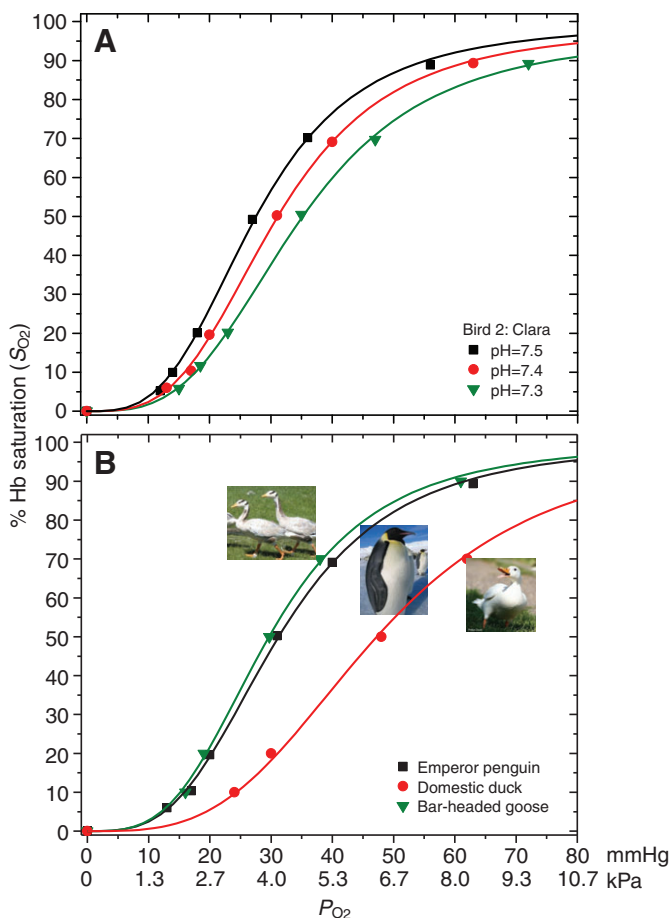 A
100
90
80
70
60
50
40
30
20
10
0
Bird 2: Clara
pH=7.5
pH=7.4
pH=7.3
% Hb saturation (SO2)
B
100
90
80
70
60
50
40
30
20
10
0
Emperor penguin
Domestic duck
Bar-headed goose
0 10 20 30 40 50 60 70 80 mmHg
0 1.3 2.7 4.0 5.3 6.7 8.0 9.3 10.7 kPa
PO2